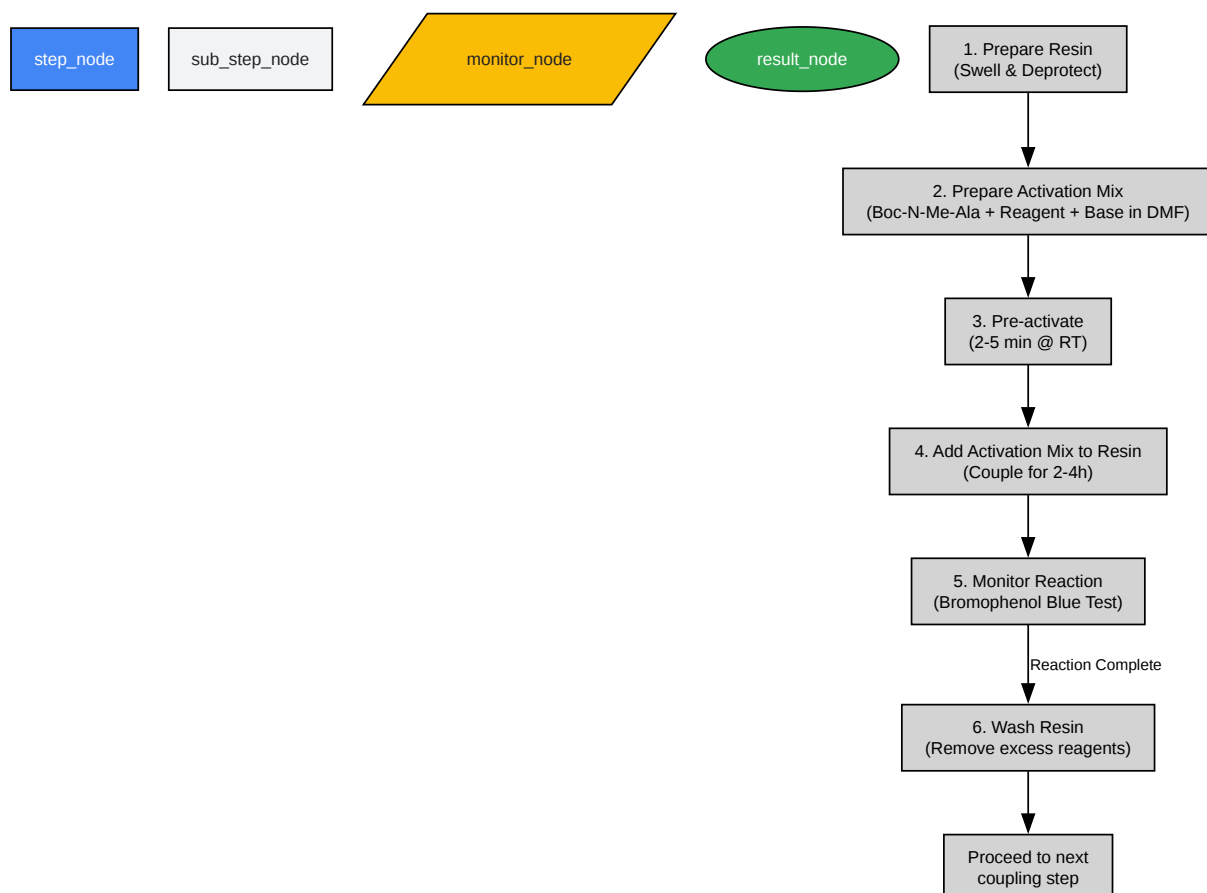 step_node
sub_step_node
monitor_node
result_node
1. Prepare Resin
(Swell & Deprotect)
2. Prepare Activation Mix
(Boc-N-Me-Ala + Reagent + Base in DMF)
3. Pre-activate
(2-5 min @ RT)
4. Add Activation Mix to Resin
(Couple for 2-4h)
5. Monitor Reaction
(Bromophenol Blue Test)
Reaction Complete
6. Wash Resin
(Remove excess reagents)
Proceed to next
coupling step